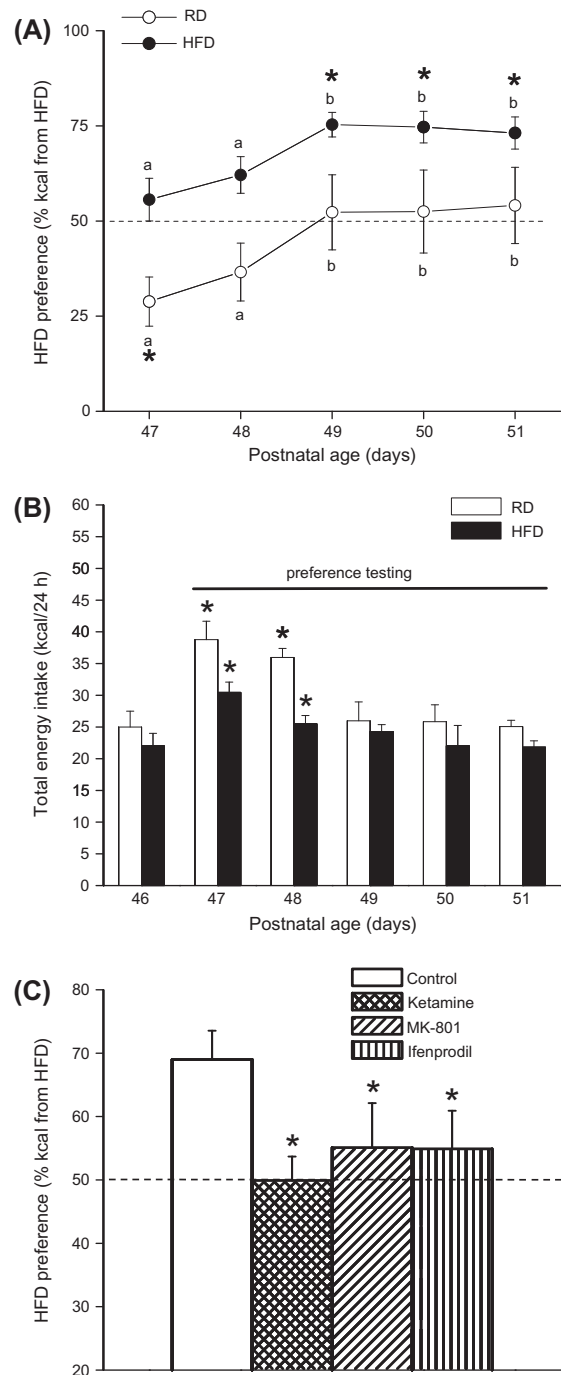 (A)
RD
HFD
HFD preference (% kcal from HFD)
100
75
50
25
0
* * *
b b b
a a
b b b
a
a
*
47 48 49 50 51
Postnatal age (days)
(B)
RD
HFD
preference testing
Total energy intake (kcal/24 h)
60
55
50
45
40
35
30
25
20
15
10
5
0
* *
* *
46 47 48 49 50 51
Postnatal age (days)
(C)
Control
Ketamine
MK-801
Ifenprodil
HFD preference (% kcal from HFD)
80
70
60
50
40
30
20
* * *